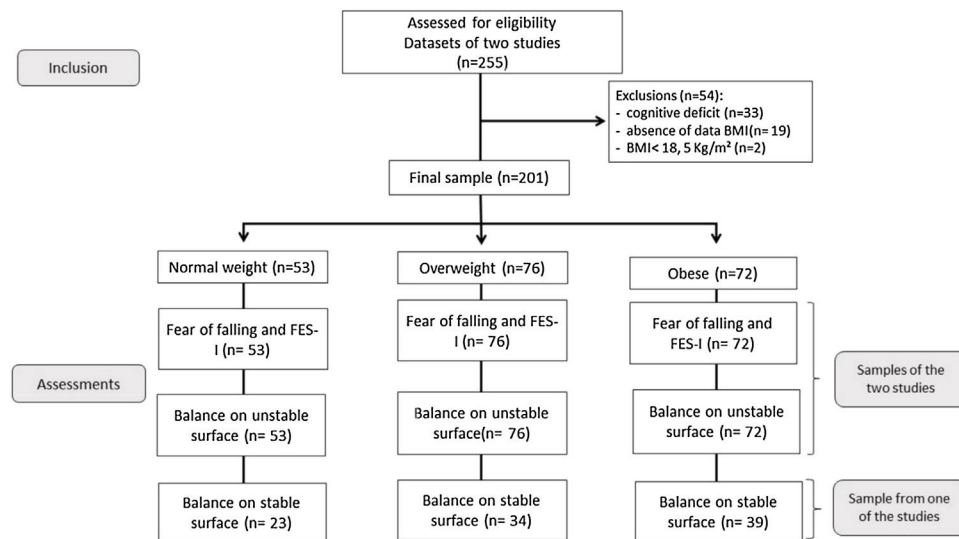 Assessed for eligibility
Datasets of two studies
(n=255)
Inclusion
Exclusions (n=54):
- cognitive deficit (n=33)
- absence of data BMI(n= 19)
- BMI< 18, 5 Kg/m² (n=2)
Final sample (n=201)
Normal weight (n=53)
Overweight (n=76)
Obese (n=72)
Fear of falling and FES-
I (n= 53)
Fear of falling and FES-
I (n= 76)
Fear of falling and
FES-I (n= 72)
Assessments
Samples of the
two studies
Balance on unstable
surface (n= 53)
Balance on unstable
surface(n= 76)
Balance on unstable
surface (n= 72)
Balance on stable
surface (n= 23)
Balance on stable
surface (n= 34)
Balance on stable
surface (n= 39)
Sample from one
of the studies